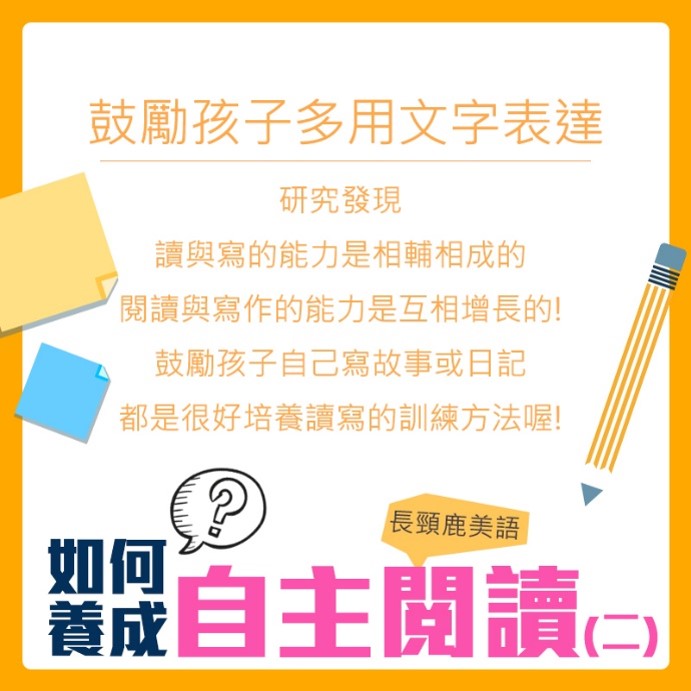 鼓勵孩子多用文字表達
研究發現
讀與寫的能力是相輔相成的
閱讀與寫作的能力是互相增長的!
鼓勵孩子自己寫故事或日記
都是很好培養讀寫的訓練方法喔!
長頸鹿美語
如何
養成
自主閱讀(二)